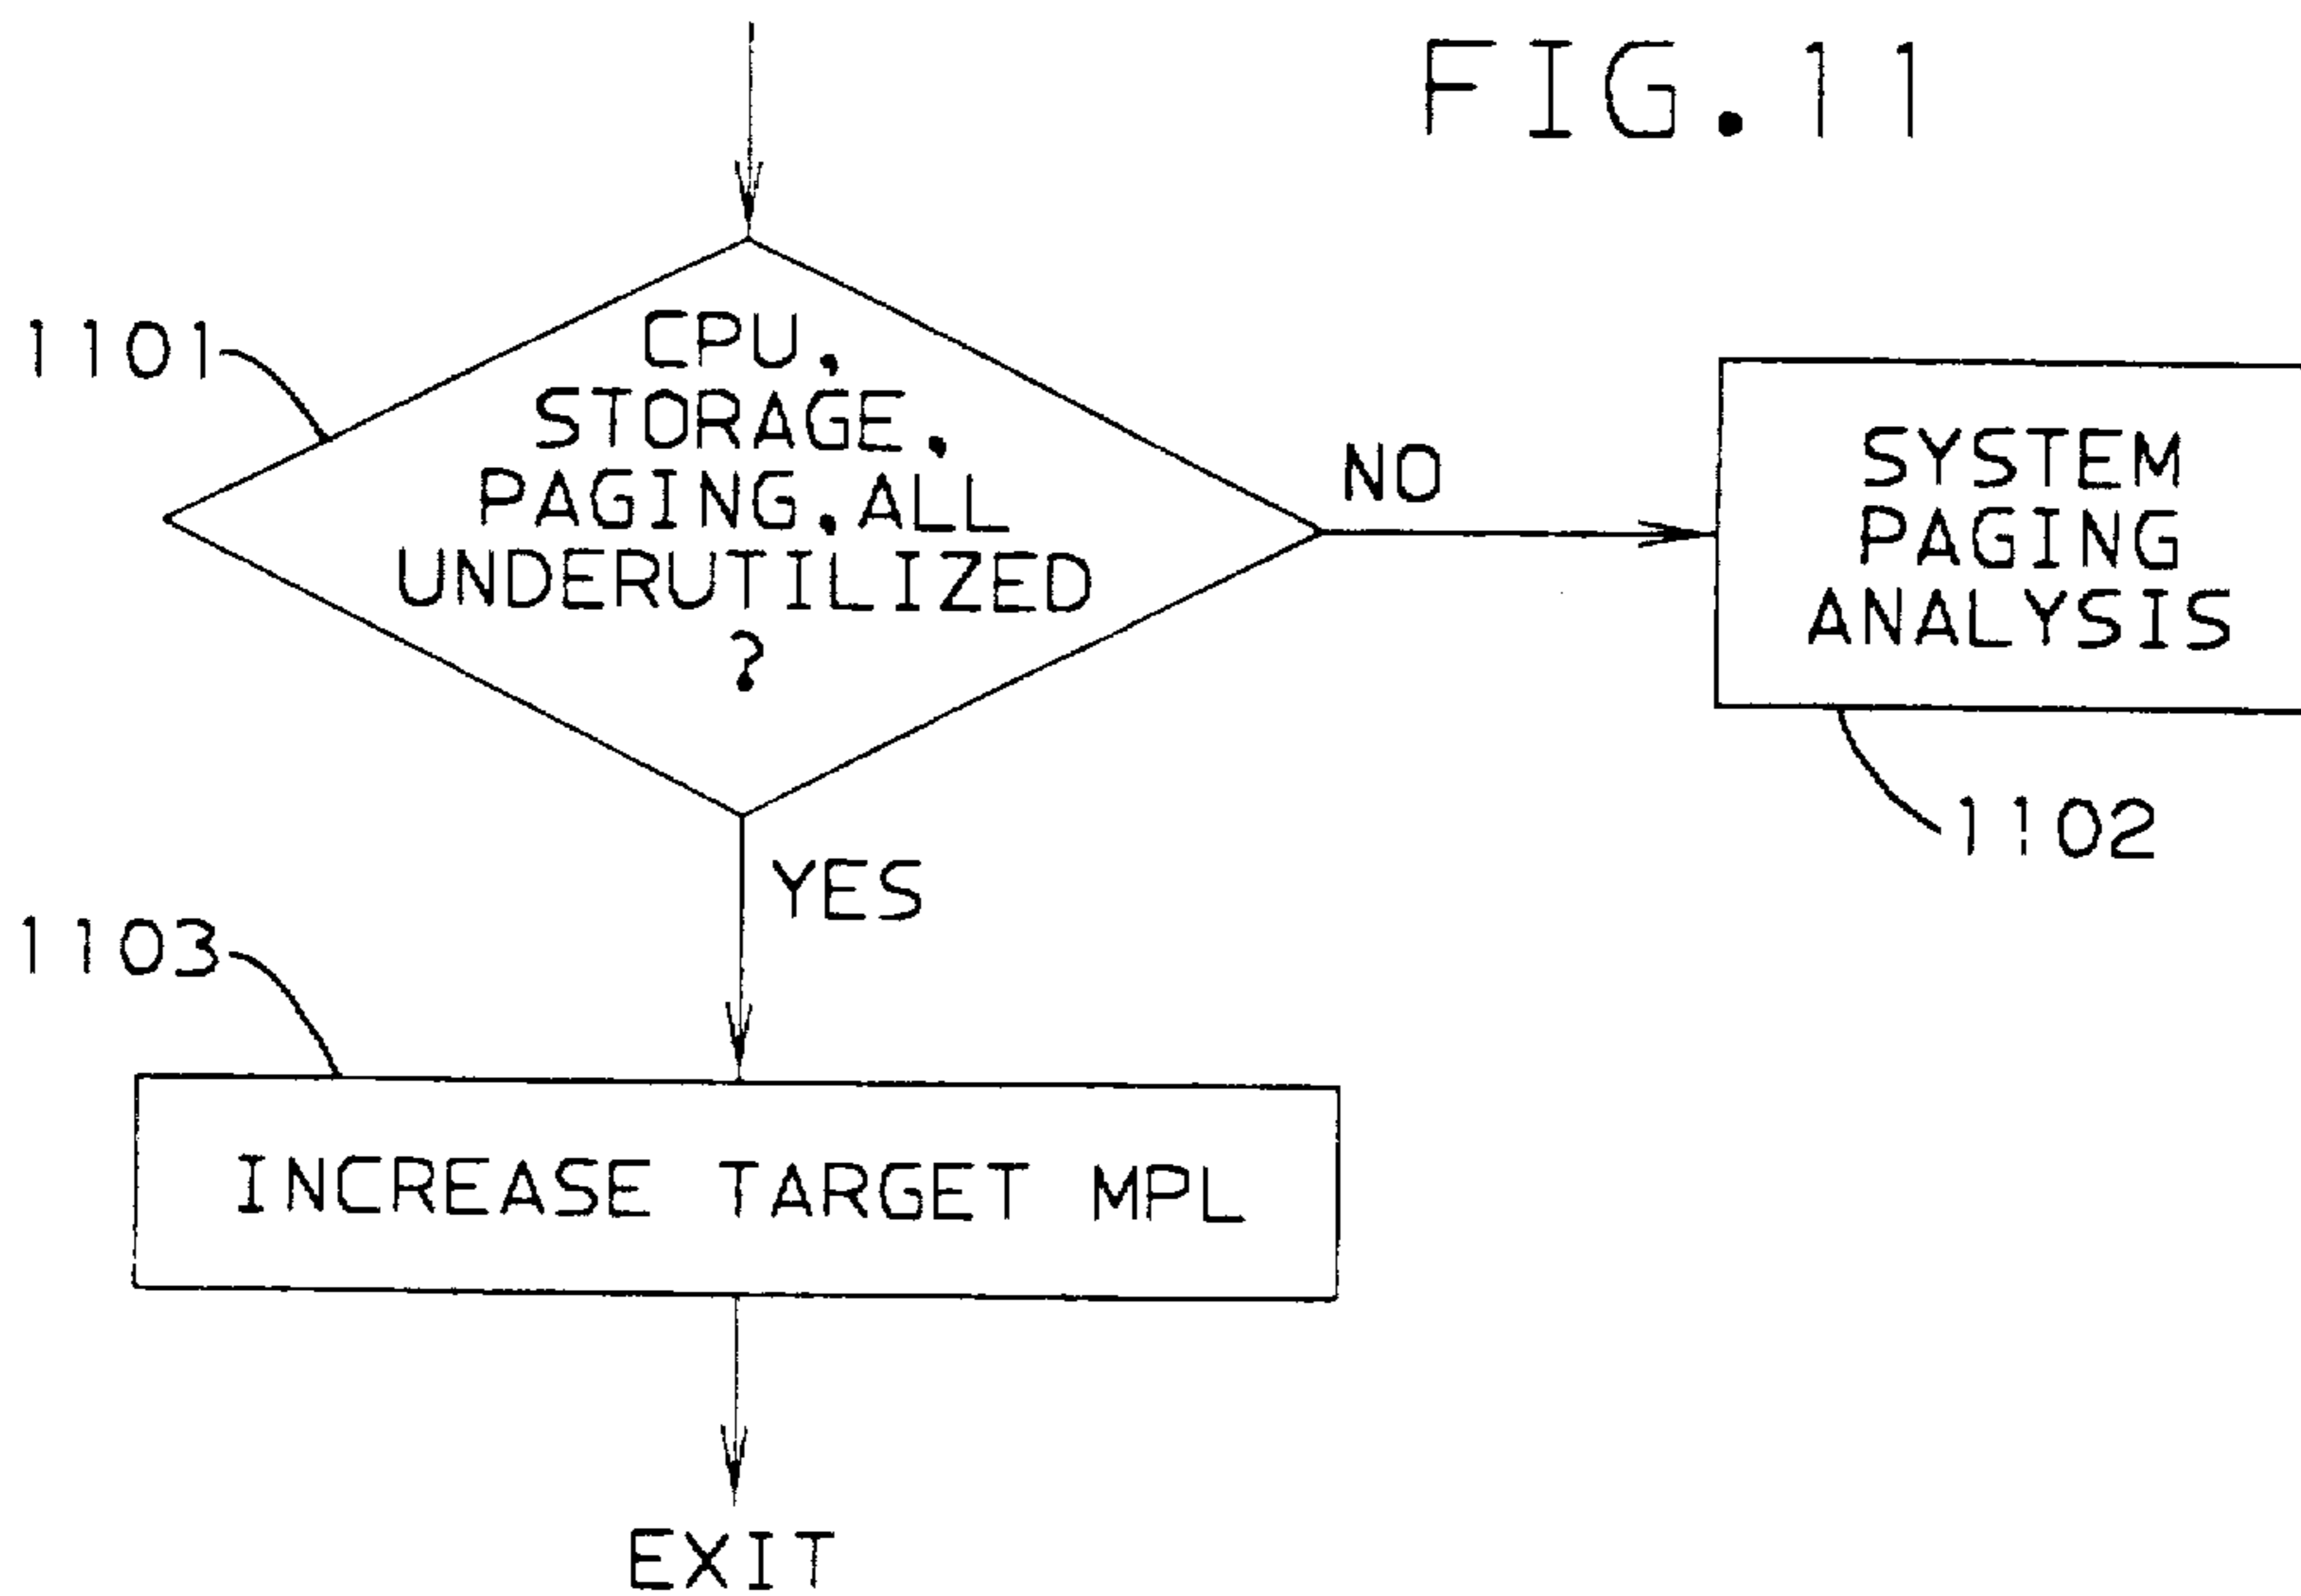 FIG.11
1101
CPU,
STORAGE,
PAGING,ALL
UNDERUTILIZED
?
NO
SYSTEM
PAGING
ANALYSIS
1102
YES
1103
INCREASE TARGET MPL
EXIT